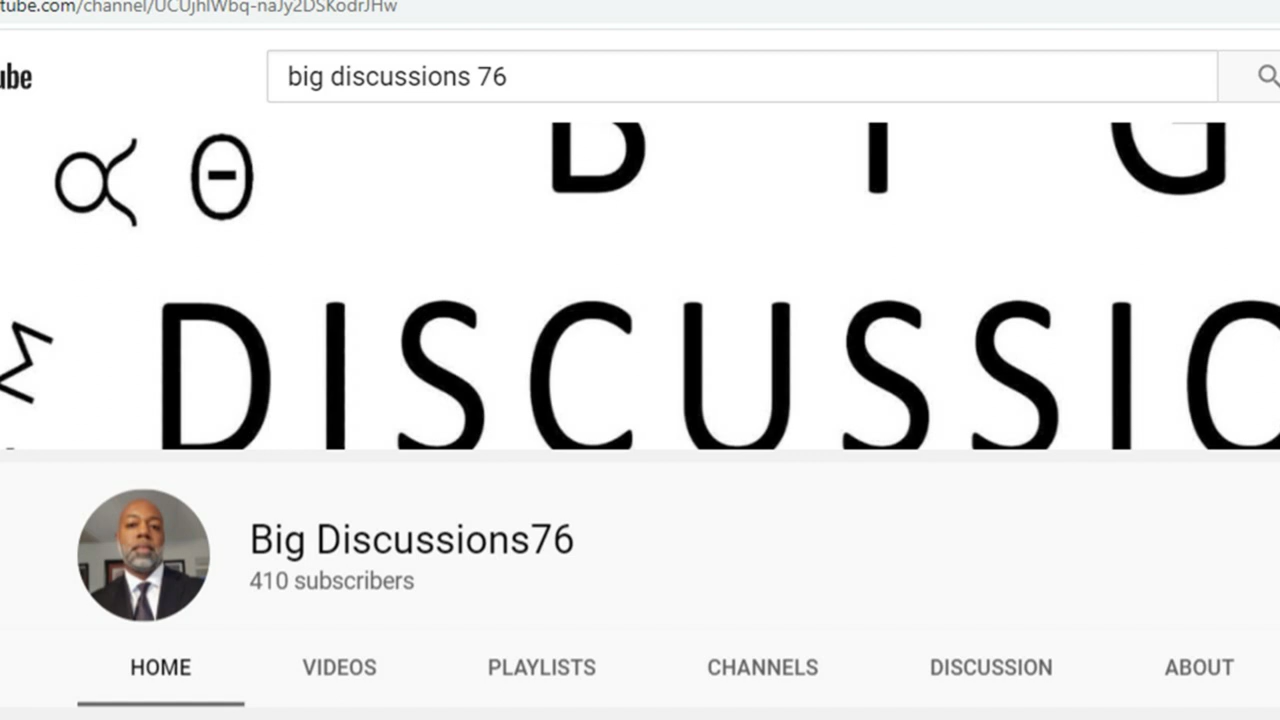 tube.com/channel/UCUjhIWbq-naJy2DSKodrJHw
ube
big discussions 76
∝ θ B I G
Σ DISCUSSIO
Big Discussions76
410 subscribers
HOME VIDEOS PLAYLISTS CHANNELS DISCUSSION ABOUT